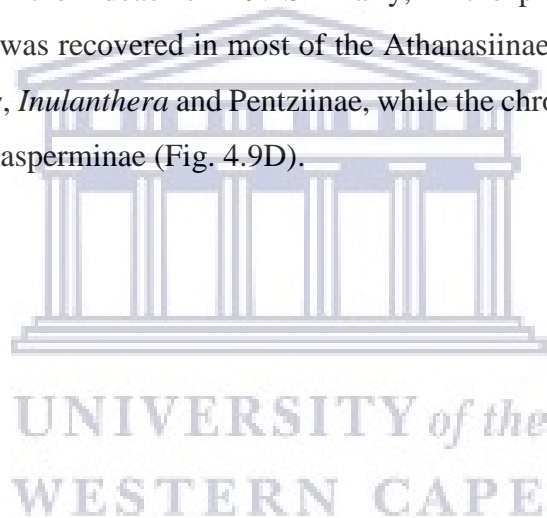 was recovered in most of the Athanasiinae
, Inulanthera and Pentziinae, while the chro
asperminae (Fig. 4.9D).
UNIVERSITY of the
WESTERN CAPE